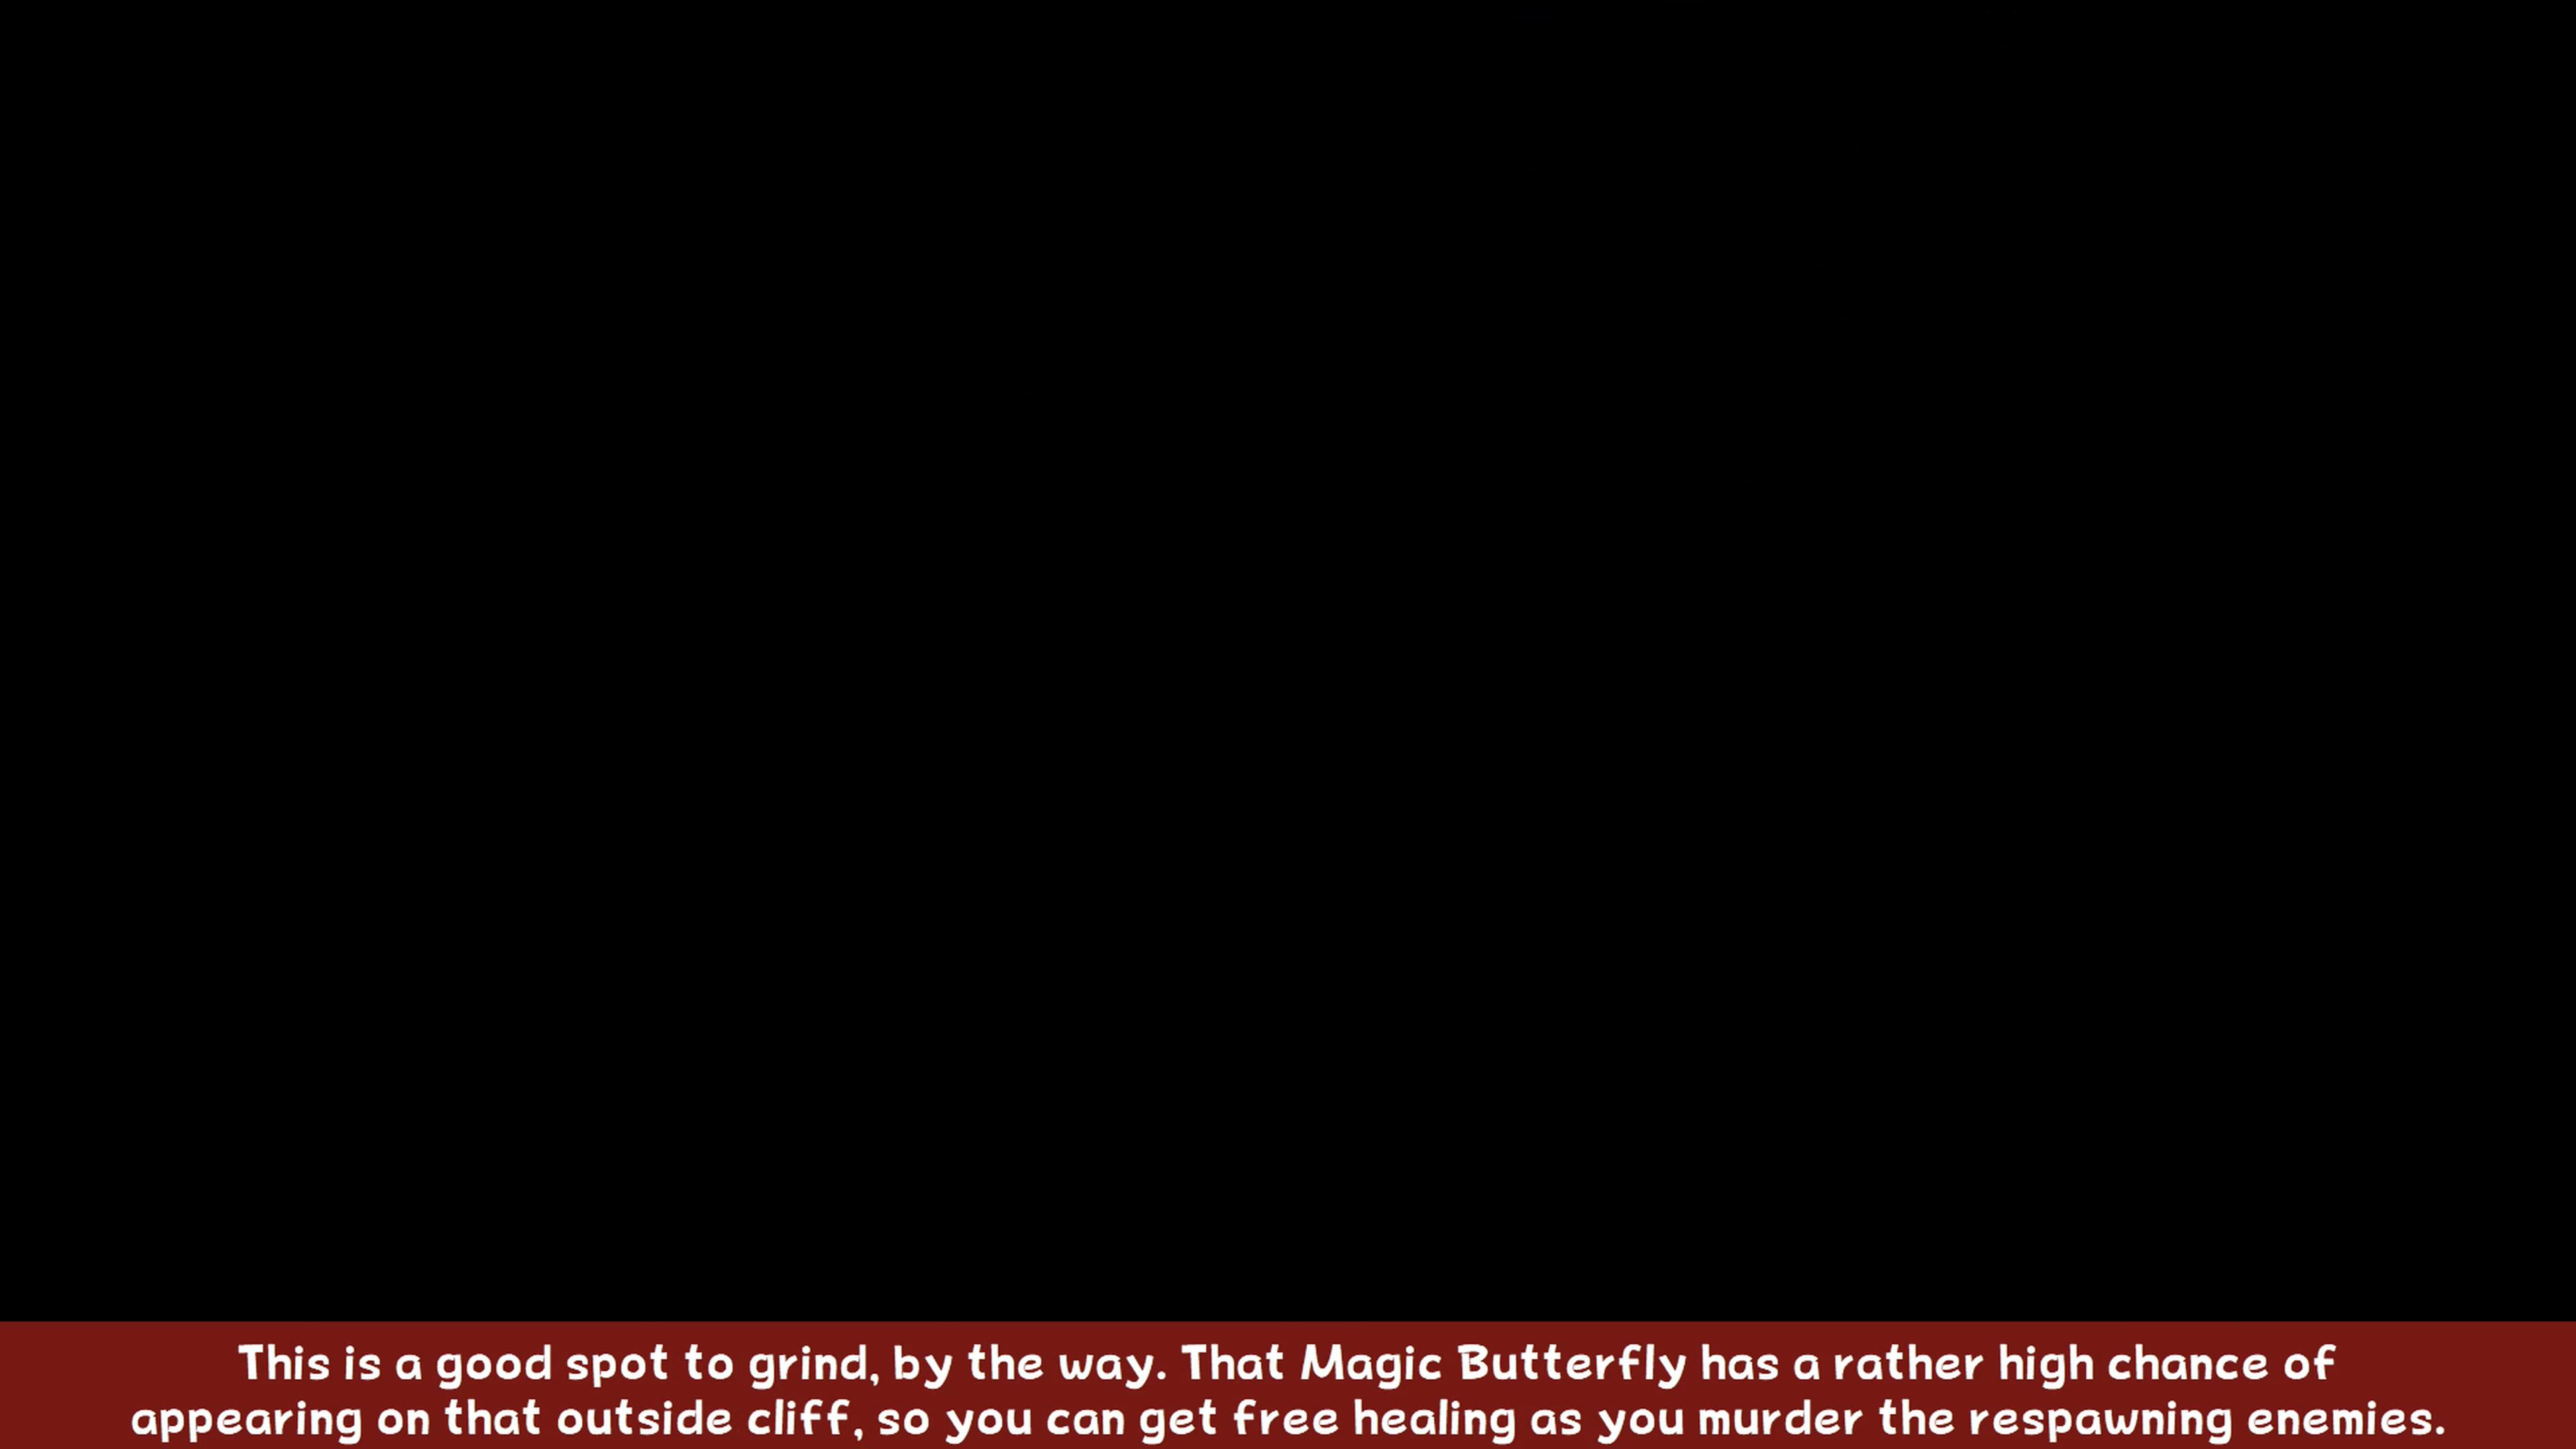 This is a good spot to grind, by the way. That Magic Butterfly has a rather high chance of
appearing on that outside cliff, so you can get free healing as you murder the respawning enemies.